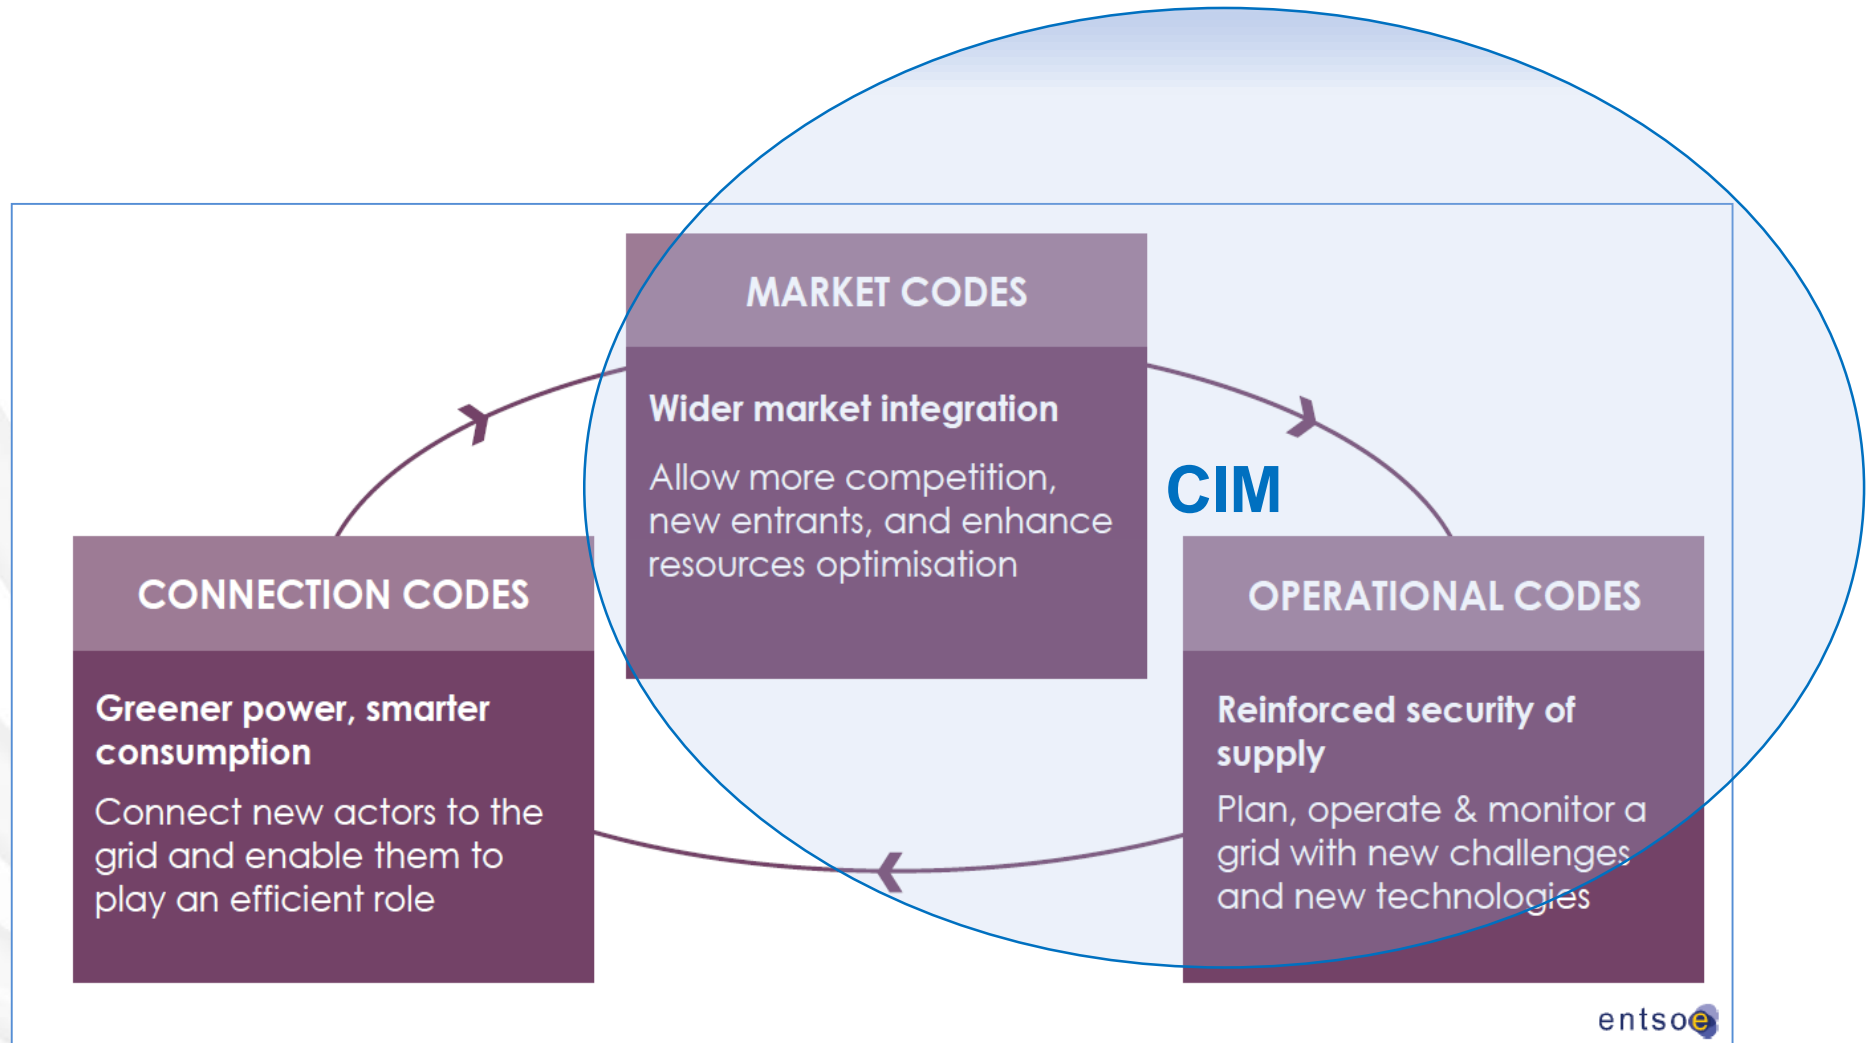 MARKET CODES
Wider market integration
Allow more competition,
new entrants, and enhance
resources optimisation
CIM
CONNECTION CODES
Greener power, smarter
consumption
Connect new actors to the
grid and enable them to
play an efficient role
OPERATIONAL CODES
Reinforced security of
supply
Plan, operate & monitor a
grid with new challenges
and new technologies
entsoe